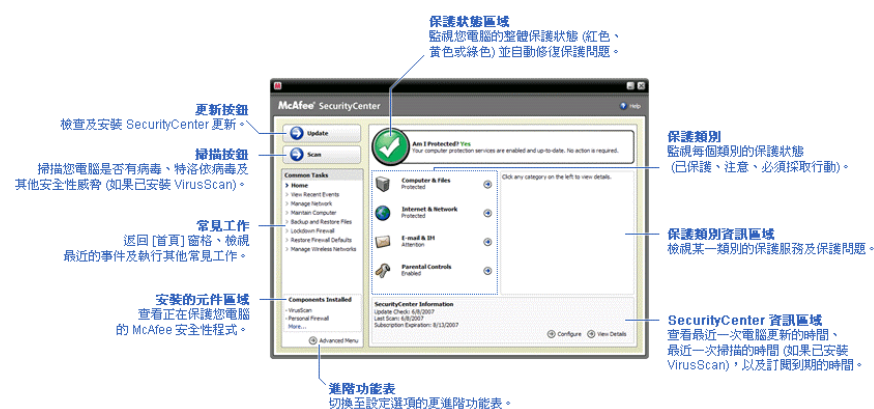 保護狀態區域
監視您電腦的整體保護狀態 (紅色、
黃色或綠色) 並自動修復保護問題。
更新按鈕
檢查及安裝 SecurityCenter 更新。
掃描按鈕
掃描您電腦是否有病毒、特洛依病毒及
其他安全性威脅 (如果已安裝 VirusScan)。
常見工作
返回 [首頁] 窗格、檢視
最近的事件及執行其他常見工作。
安裝的元件區域
查看正在保護您電腦
的 McAfee 安全性程式。
McAfee® SecurityCenter
Help
Update
Scan
Common Tasks
> Home
> View Recent Events
> Manage Network
> Maintain Computer
> Backup and Restore Files
> Lockdown Firewall
> Restore Firewall Defaults
> Manage Wireless Networks
Components Installed
-VirusScan
-Personal Firewall
More...
Advanced Menu
Am I Protected? Yes
Your computer protection services are enabled and up-to-date. No action is required.
Computer & Files
Protected
Internet & Network
Protected
E-mail & IM
Attention
Parental Controls
Enabled
Click any category on the left to view details.
SecurityCenter Information
Update Check: 6/8/2007
Last Scan: 6/8/2007
Subscription Expiration: 8/13/2007
Configure
View Details
保護類別
監視每個類別的保護狀態
(已保護、注意、必須採取行動)。
保護類別資訊區域
檢視某一類別的保護服務及保護問題。
SecurityCenter 資訊區域
查看最近一次電腦更新的時間、
最近一次掃描的時間 (如果已安裝
VirusScan)，以及訂閱到期的時間。
進階功能表
切換至設定選項的更進階功能表。